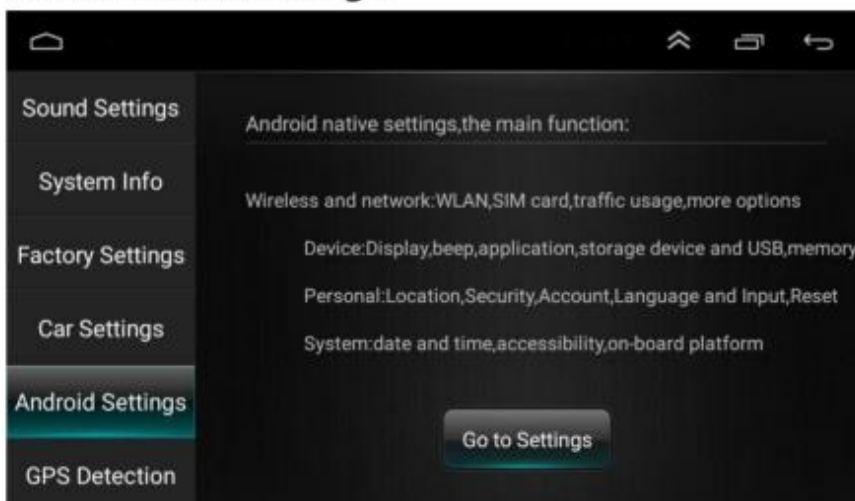 Sound Settings
System Info
Factory Settings
Car Settings
Android Settings
GPS Detection
Android native settings,the main function:
Wireless and network:WLAN,SIM card,traffic usage,more options
Device:Display,beep,application,storage device and USB,memory
Personal:Location,Security,Account,Language and Input,Reset
System:date and time,accessibility,on-board platform
Go to Settings